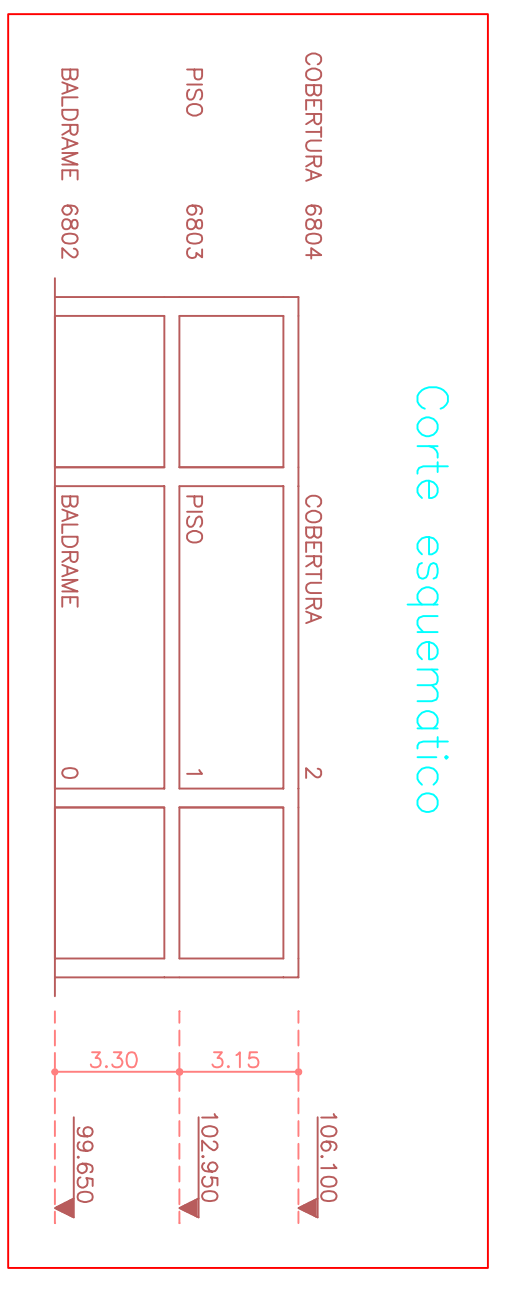 Corte esquematico
COBERTURA 6804
COBERTURA 2
106.100
3.15
PISO 6803
PISO 1
102.950
3.30
BALDRAME 6802
BALDRAME 0
99.650